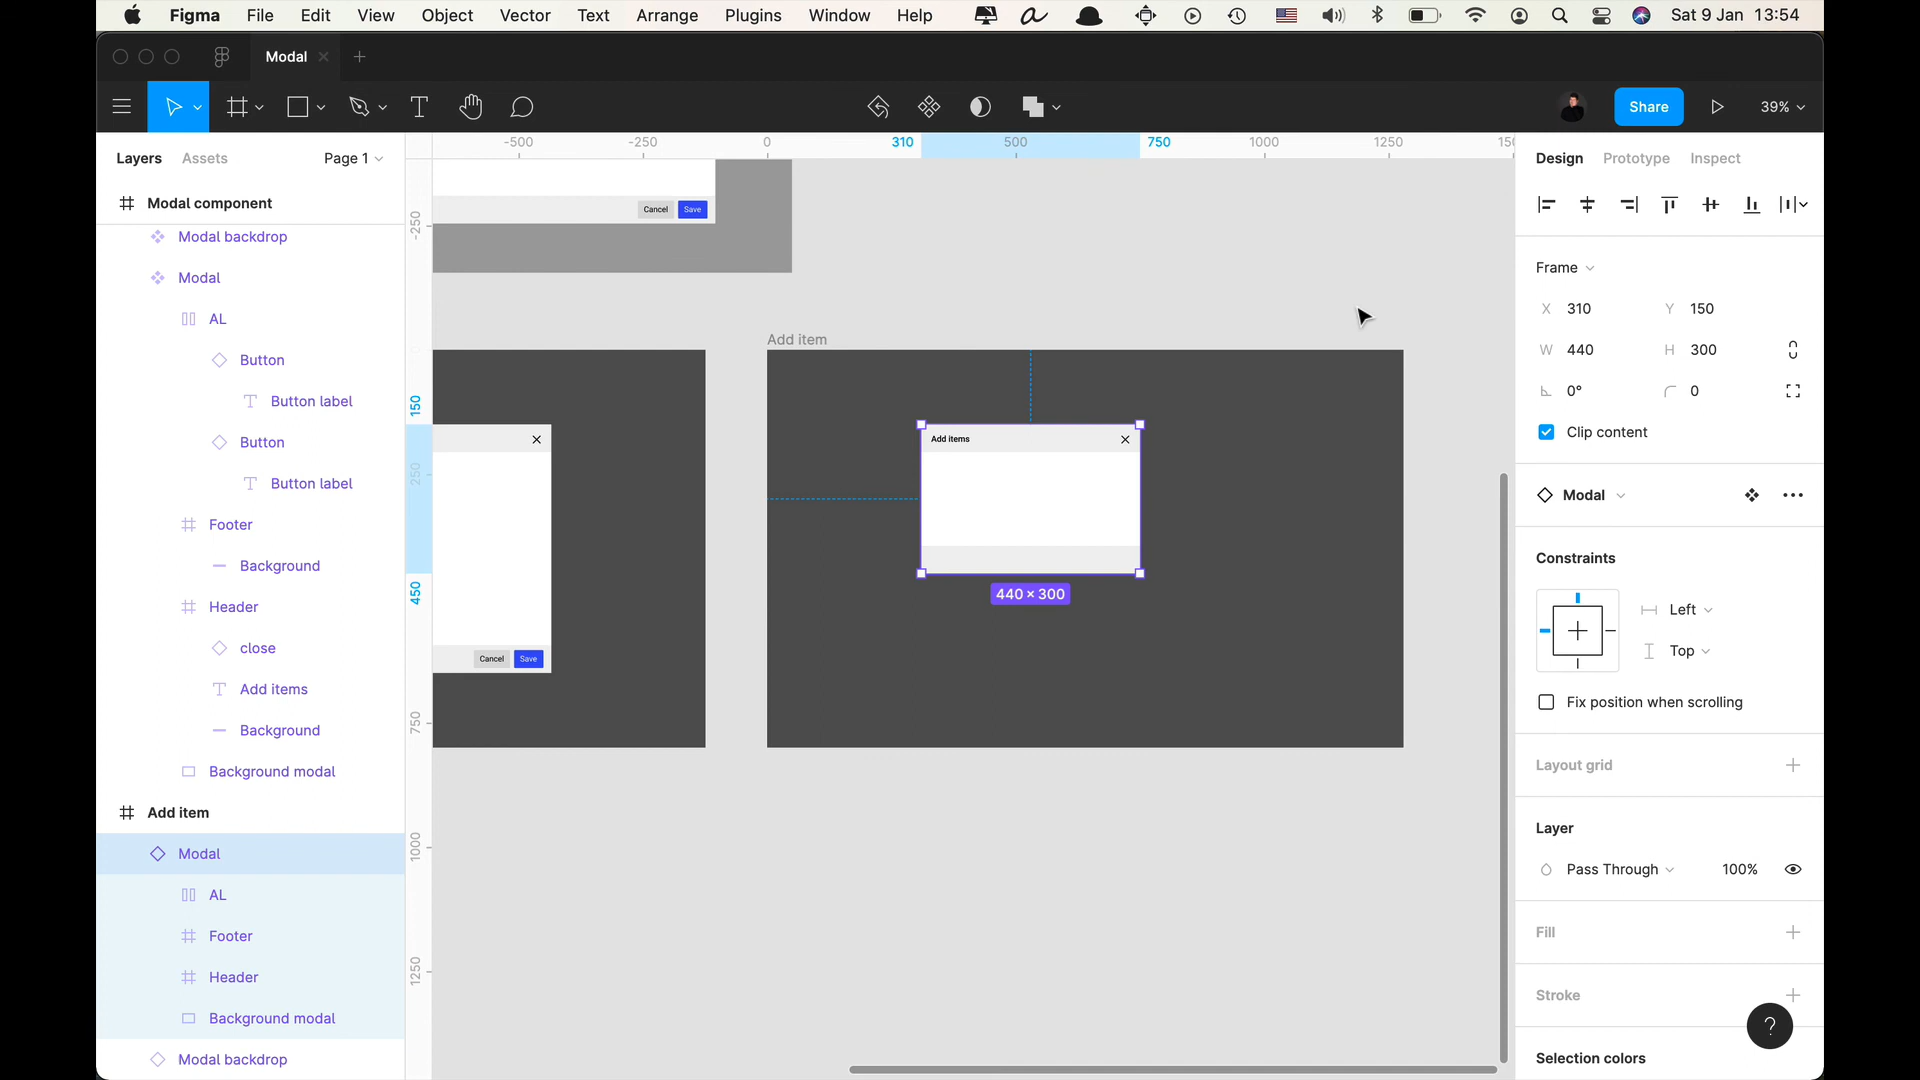 Figma File Edit View Object Vector Text Arrange Plugins Window Help Sat 9 Jan 13:54
Modal
Share 39%
Layers Assets Page 1
Modal component
Modal backdrop
Modal
AL
Button
Button label
Button
Button label
Footer
Background
Header
close
Add items
Background
Background modal
Add item
Modal
AL
Footer
Header
Background modal
Modal backdrop
-500 -250 0 310 500 750 1000 1250 150
-250
150
250
450
750
1000
1250
Cancel Save
Add item
Add items
440 × 300
Cancel Save
Design Prototype Inspect
Frame
X 310 Y 150
W 440 H 300
0° 0
Clip content
Modal
Constraints
Left
Top
Fix position when scrolling
Layout grid
Layer
Pass Through 100%
Fill
Stroke
?
Selection colors